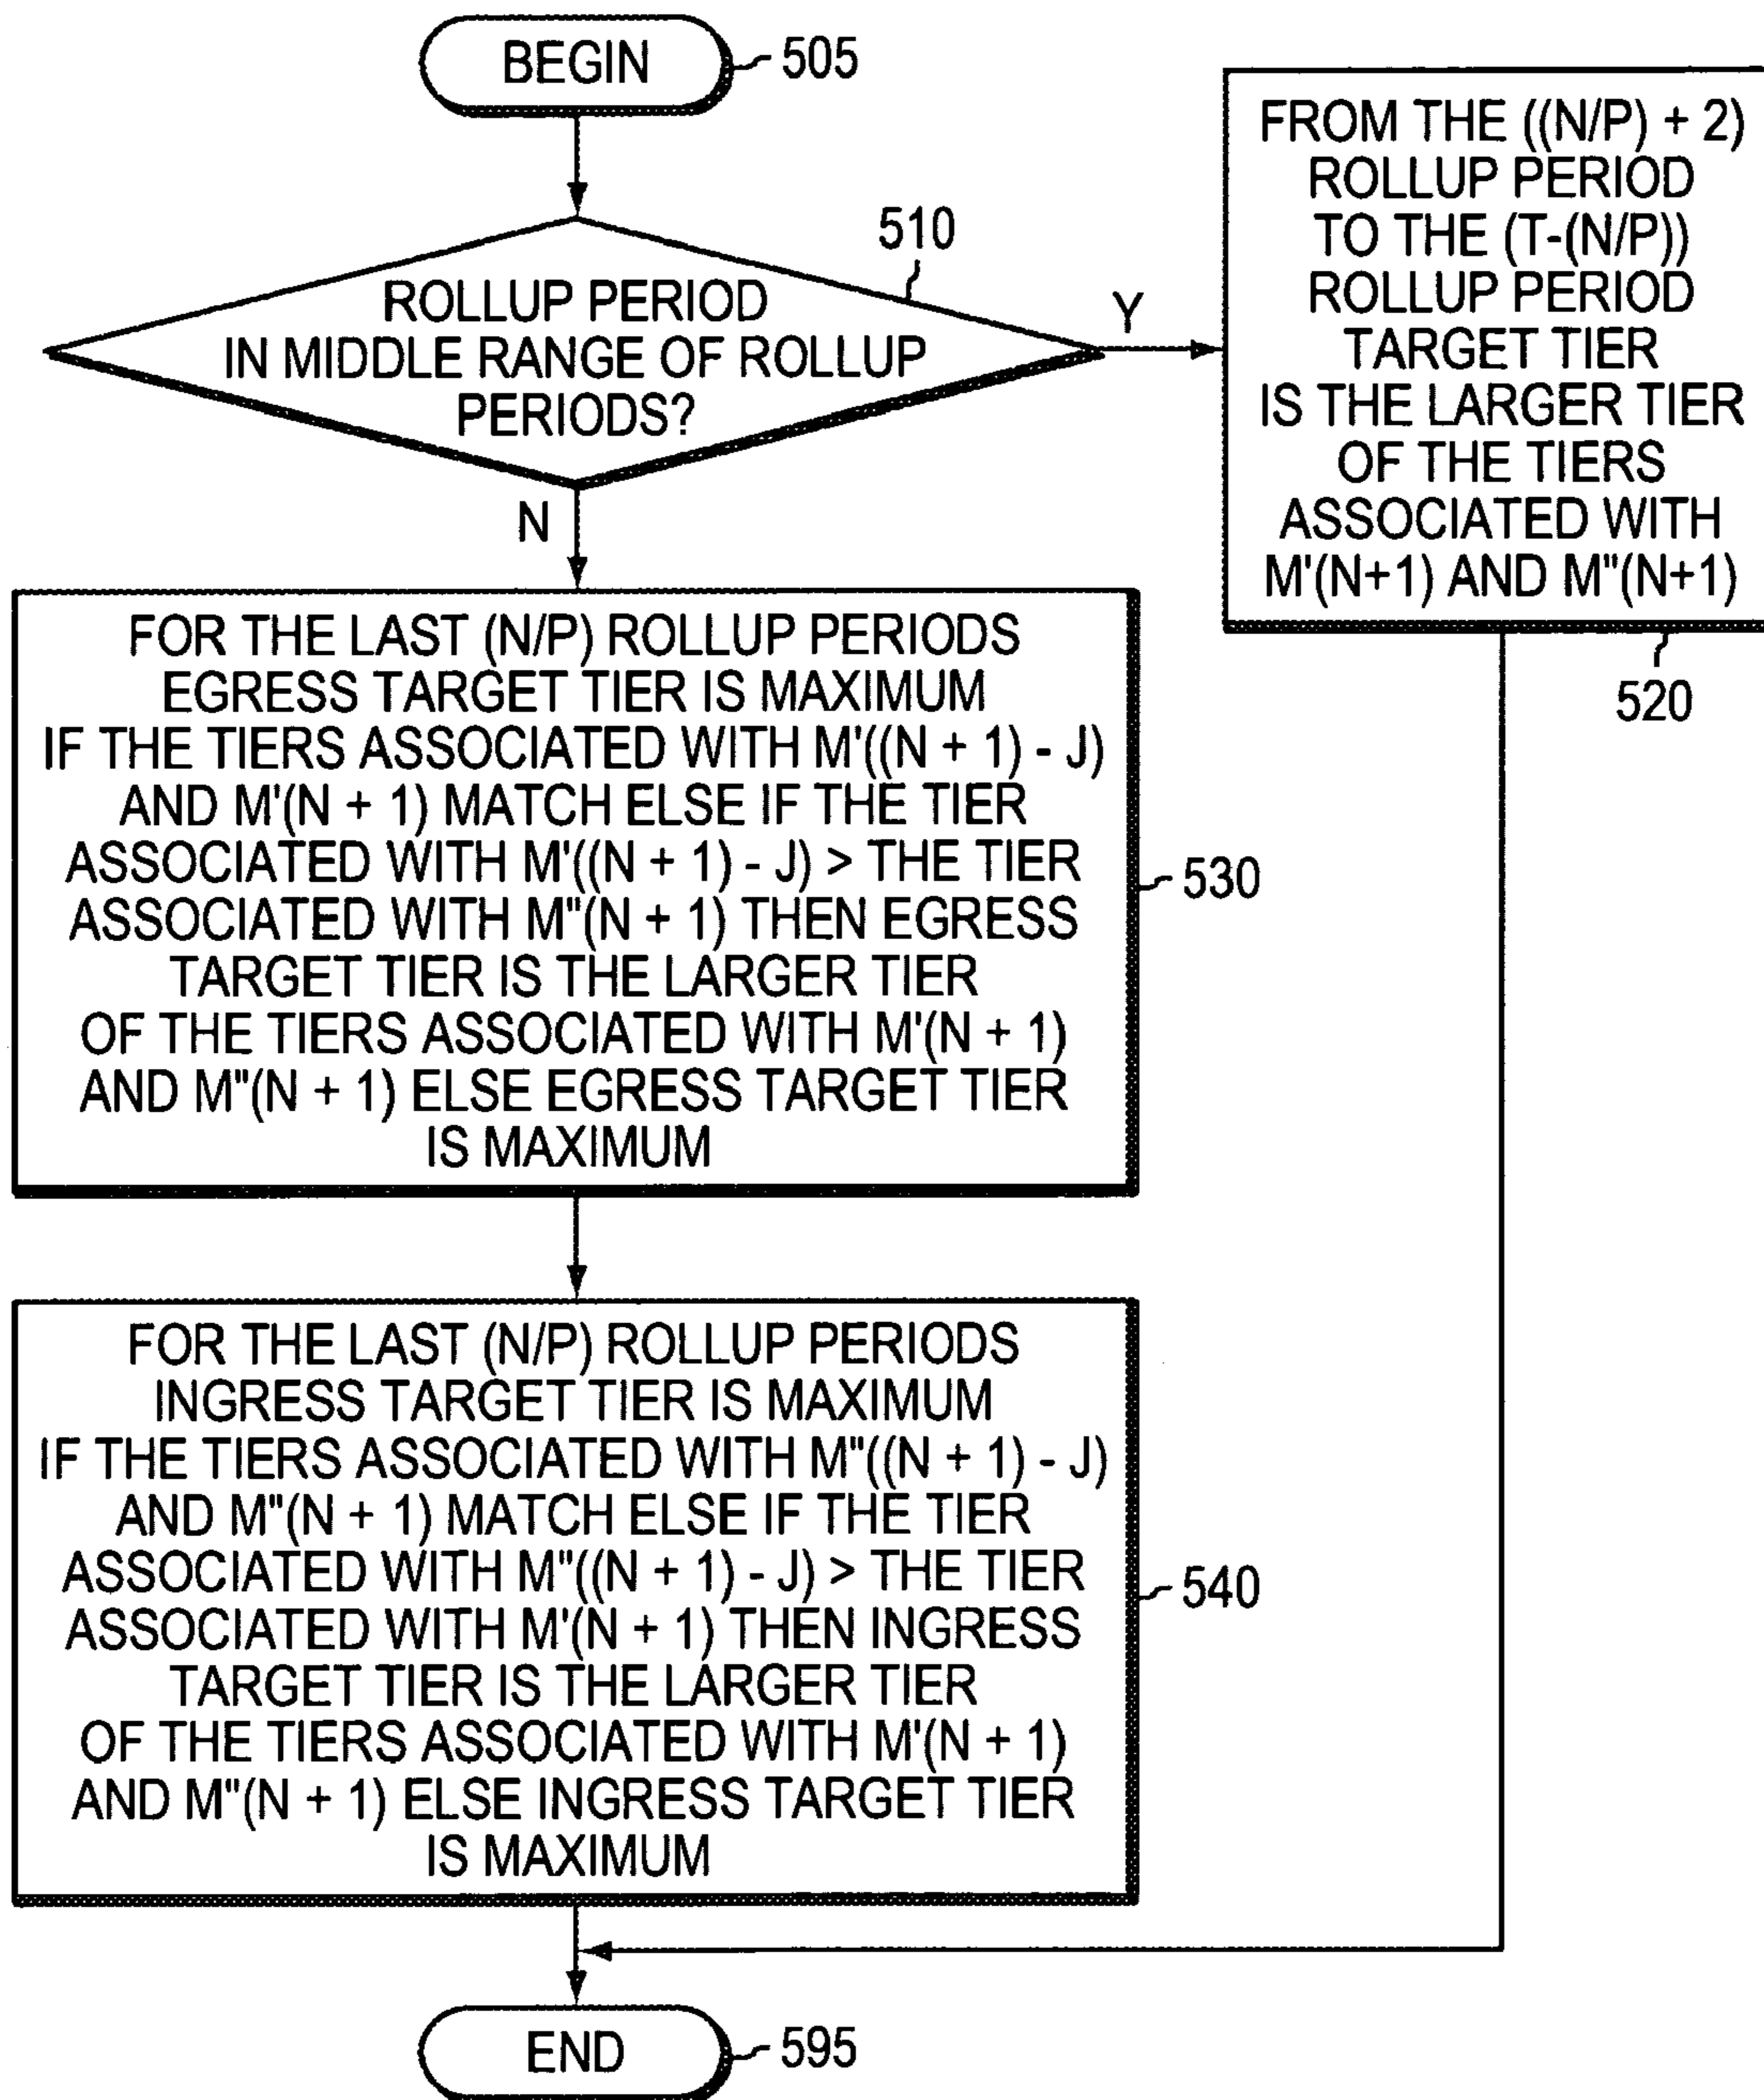 BEGIN
505
510
ROLLUP PERIOD
IN MIDDLE RANGE OF ROLLUP
PERIODS?
Y
N
FROM THE ((N/P) + 2)
ROLLUP PERIOD
TO THE (T-(N/P))
ROLLUP PERIOD
TARGET TIER
IS THE LARGER TIER
OF THE TIERS
ASSOCIATED WITH
M'(N+1) AND M"(N+1)
520
FOR THE LAST (N/P) ROLLUP PERIODS
EGRESS TARGET TIER IS MAXIMUM
IF THE TIERS ASSOCIATED WITH M'((N + 1) - J)
AND M'(N + 1) MATCH ELSE IF THE TIER
ASSOCIATED WITH M'((N + 1) - J) > THE TIER
ASSOCIATED WITH M"(N + 1) THEN EGRESS
TARGET TIER IS THE LARGER TIER
OF THE TIERS ASSOCIATED WITH M'(N + 1)
AND M"(N + 1) ELSE EGRESS TARGET TIER
IS MAXIMUM
530
FOR THE LAST (N/P) ROLLUP PERIODS
INGRESS TARGET TIER IS MAXIMUM
IF THE TIERS ASSOCIATED WITH M"((N + 1) - J)
AND M"(N + 1) MATCH ELSE IF THE TIER
ASSOCIATED WITH M"((N + 1) - J) > THE TIER
ASSOCIATED WITH M'(N + 1) THEN INGRESS
TARGET TIER IS THE LARGER TIER
OF THE TIERS ASSOCIATED WITH M'(N + 1)
AND M"(N + 1) ELSE INGRESS TARGET TIER
IS MAXIMUM
540
END
595